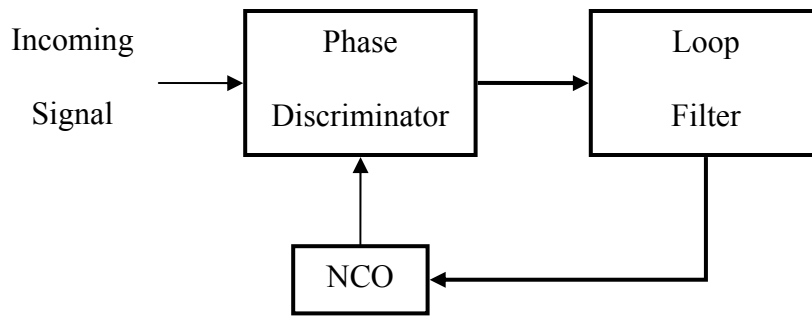 Incoming
Signal
Phase
Discriminator
Loop
Filter
NCO